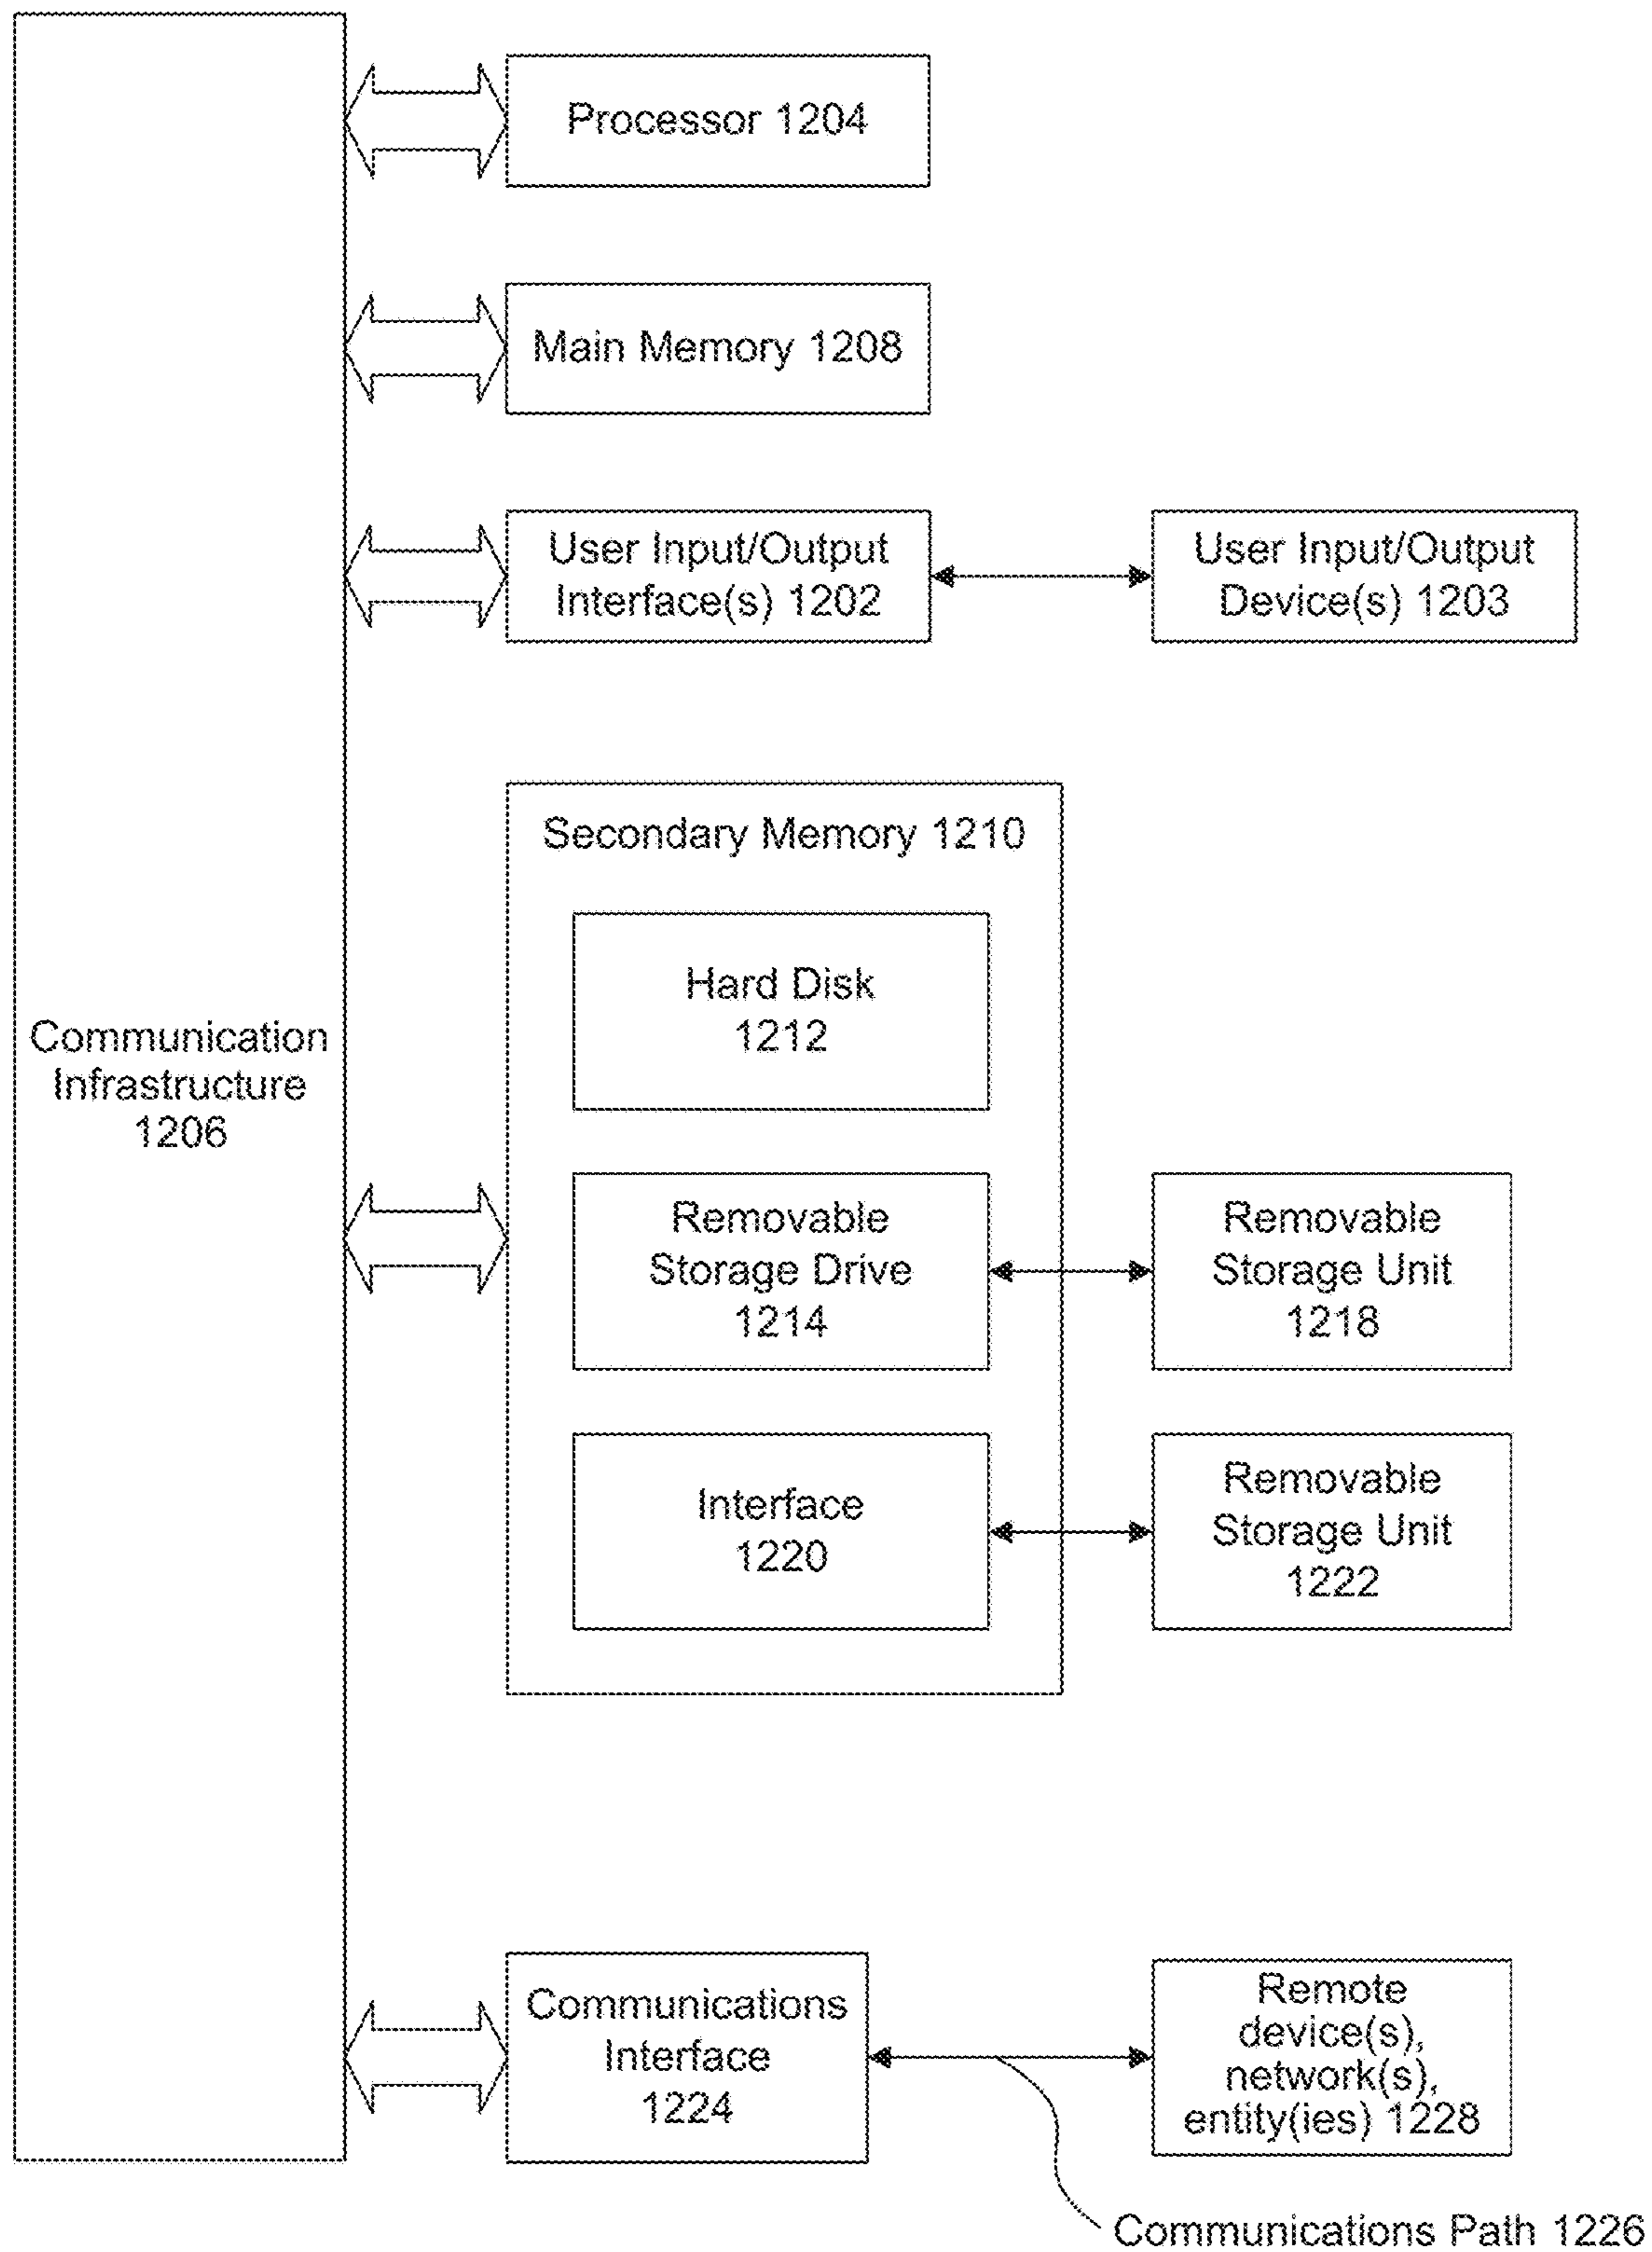 Processor 1204
Main Memory 1208
User Input/Output
Interface(s) 1202
User Input/Output
Device(s) 1203
Secondary Memory 1210
Hard Disk
1212
Communication
Infrastructure
1206
Removable
Storage Drive
1214
Removable
Storage Unit
1218
Interface
1220
Removable
Storage Unit
1222
Communications
Interface
1224
Remote
device(s),
network(s),
entity(ies) 1228
Communications Path 1226